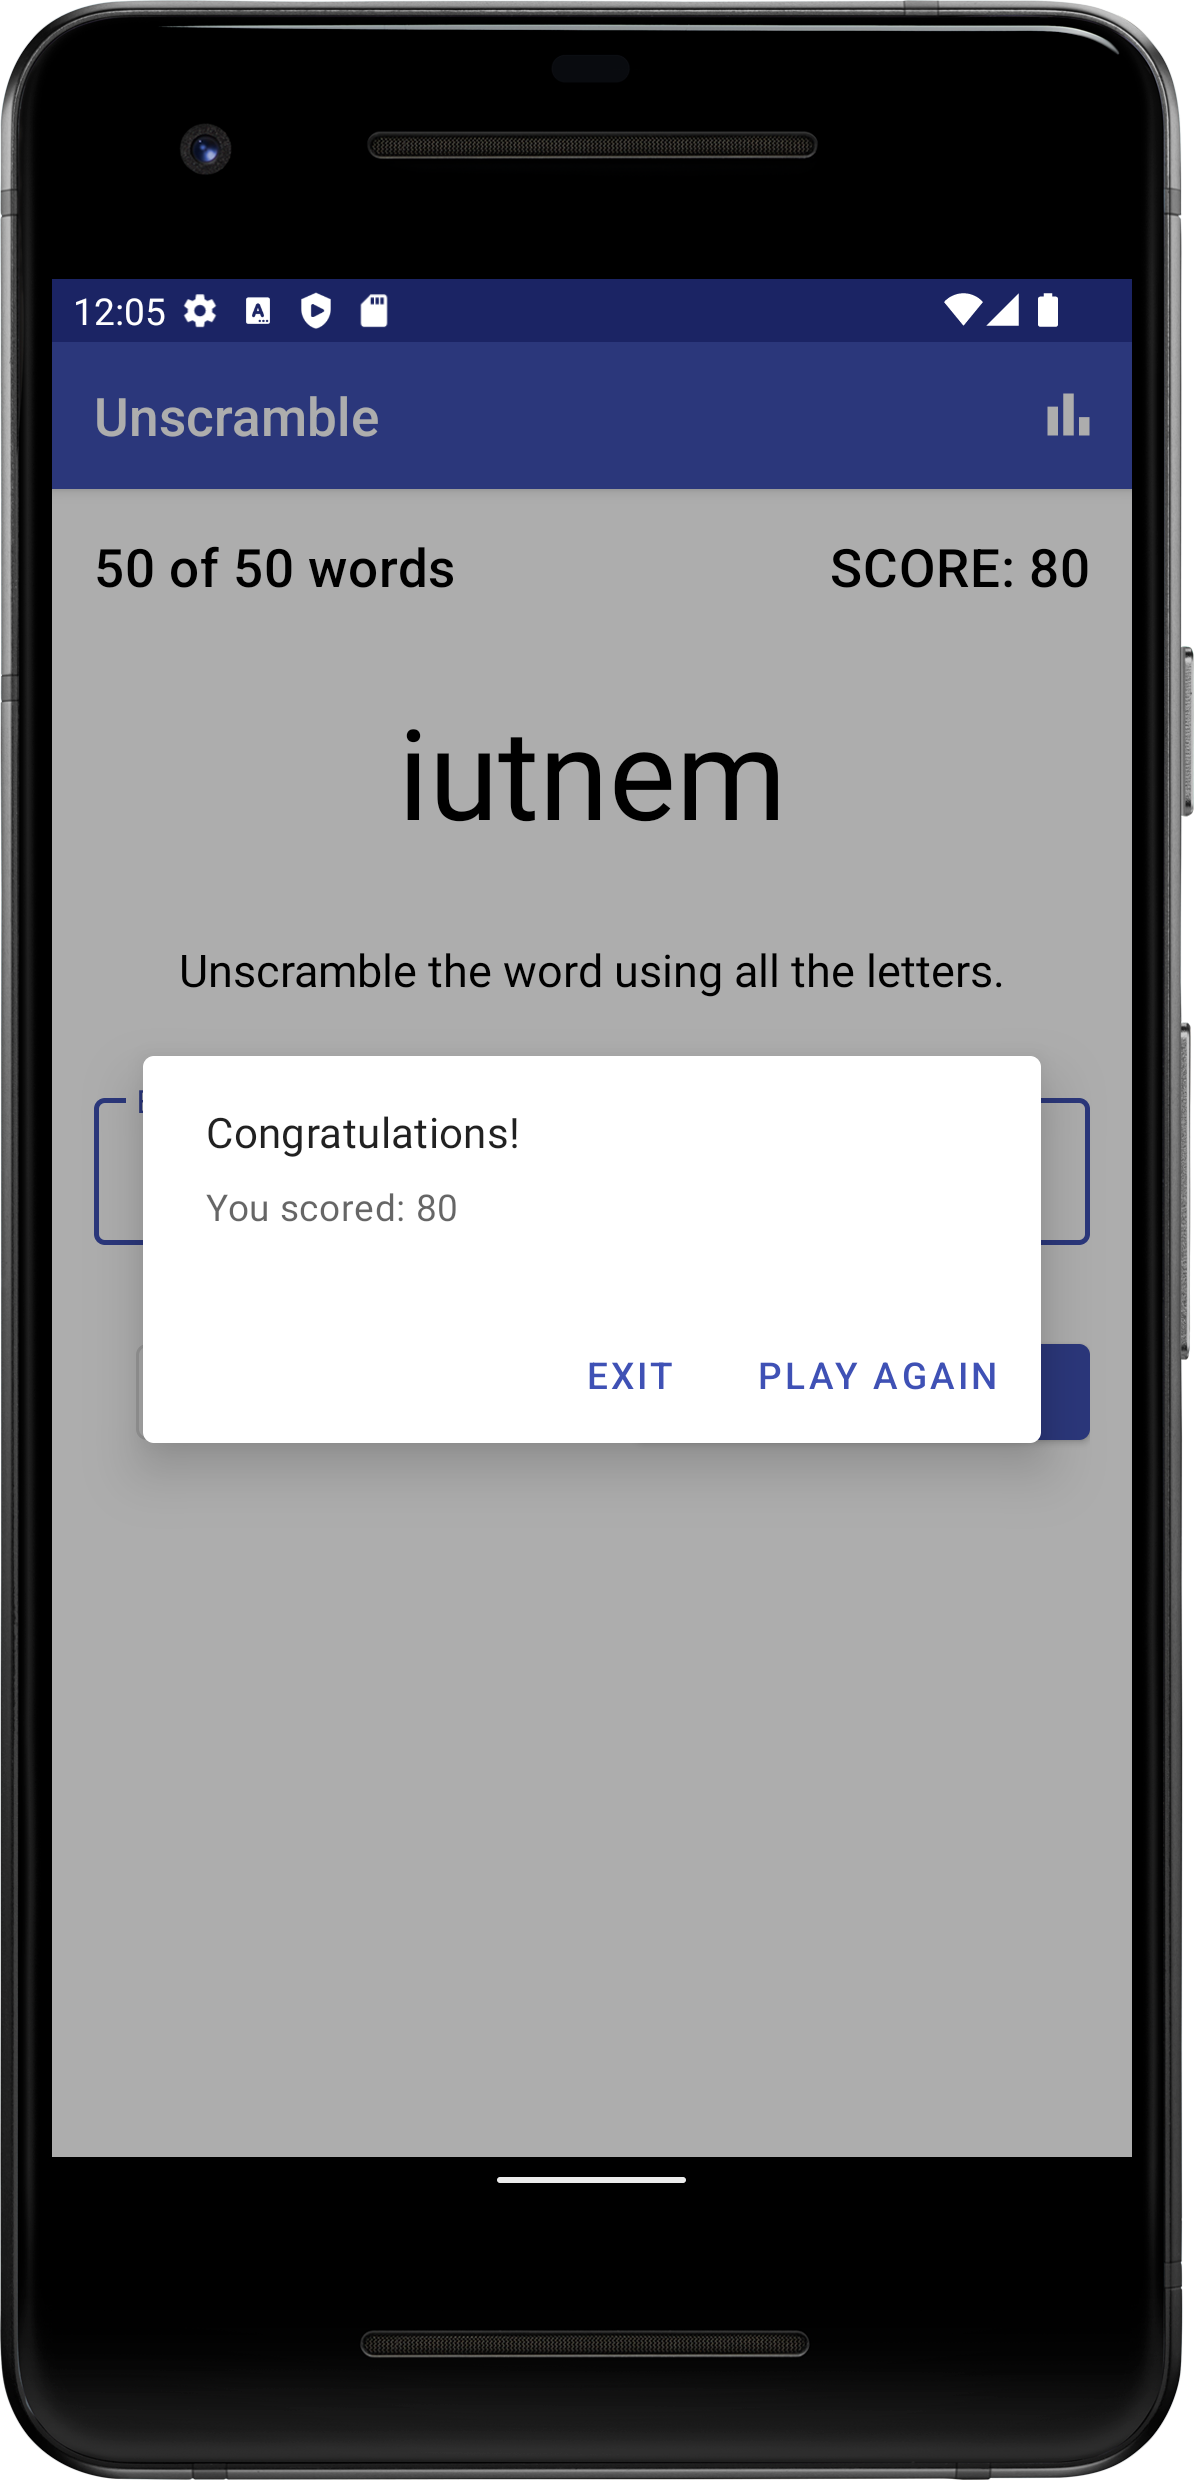 12:05
Unscramble
50 of 50 words
SCORE: 80
iutnem
Unscramble the word using all the letters.
Congratulations!
You scored: 80
EXIT
PLAY AGAIN